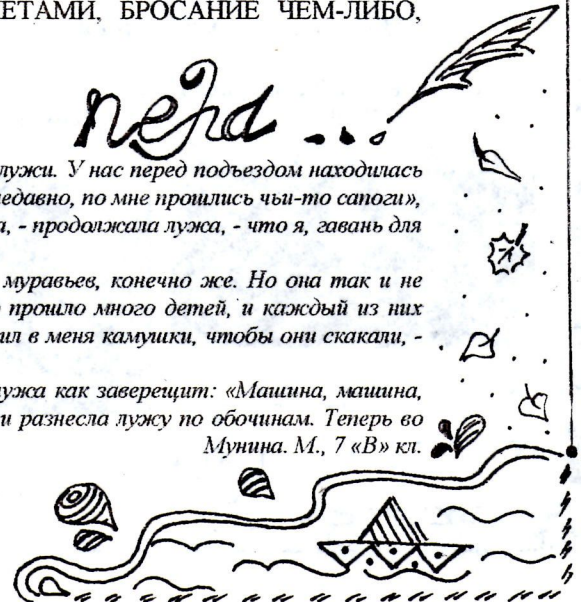 ЕТАМИ, БРОСАНИЕ ЧЕМ-ЛИБО,
пера...
лужи. У нас перед подъездом находилась
недавно, по мне прошлись чьи-то сапоги»,
а, - продолжала лужа, - что я, гавань для
муравьев, конечно же. Но она так и не
прошло много детей, и каждый из них
ил в меня камушки, чтобы они скакали, -
ужа как заверещит: «Машина, машина,
и разнесла лужу по обочинам. Теперь во
Мунина. М., 7 «В» кл.